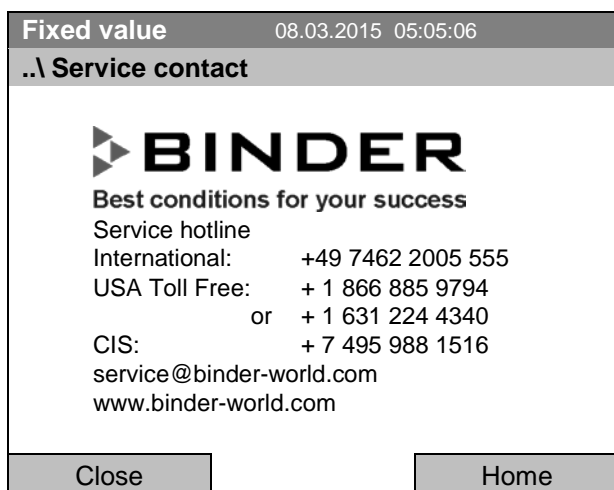 Fixed value 08.03.2015 05:05:06
..\ Service contact
BINDER
Best conditions for your success
Service hotline
International: +49 7462 2005 555
USA Toll Free: + 1 866 885 9794
or + 1 631 224 4340
CIS: + 7 495 988 1516
service@binder-world.com
www.binder-world.com
Close Home